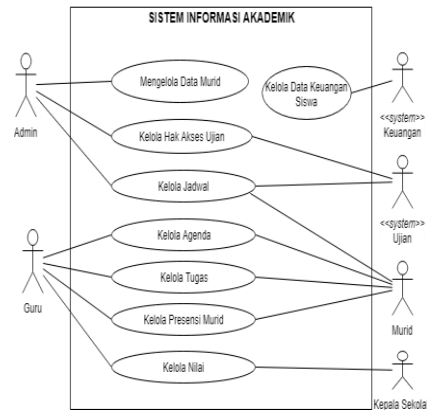 SISTEM INFORMASI AKADEMIK
Mengelola Data Murid
Kelola Data Keuangan
Siswa
Admin
<<system>>
Keuangan
Kelola Hak Akses Ujian
Kelola Jadwal
<<system>>
Ujian
Kelola Agenda
Kelola Tugas
Guru
Kelola Presensi Murid
Murid
Kelola Nilai
Kepala Sekola